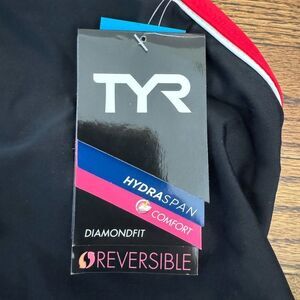 TYR
HYDRASPAN
COMFORT
DIAMONDFIT
REVERSIBLE